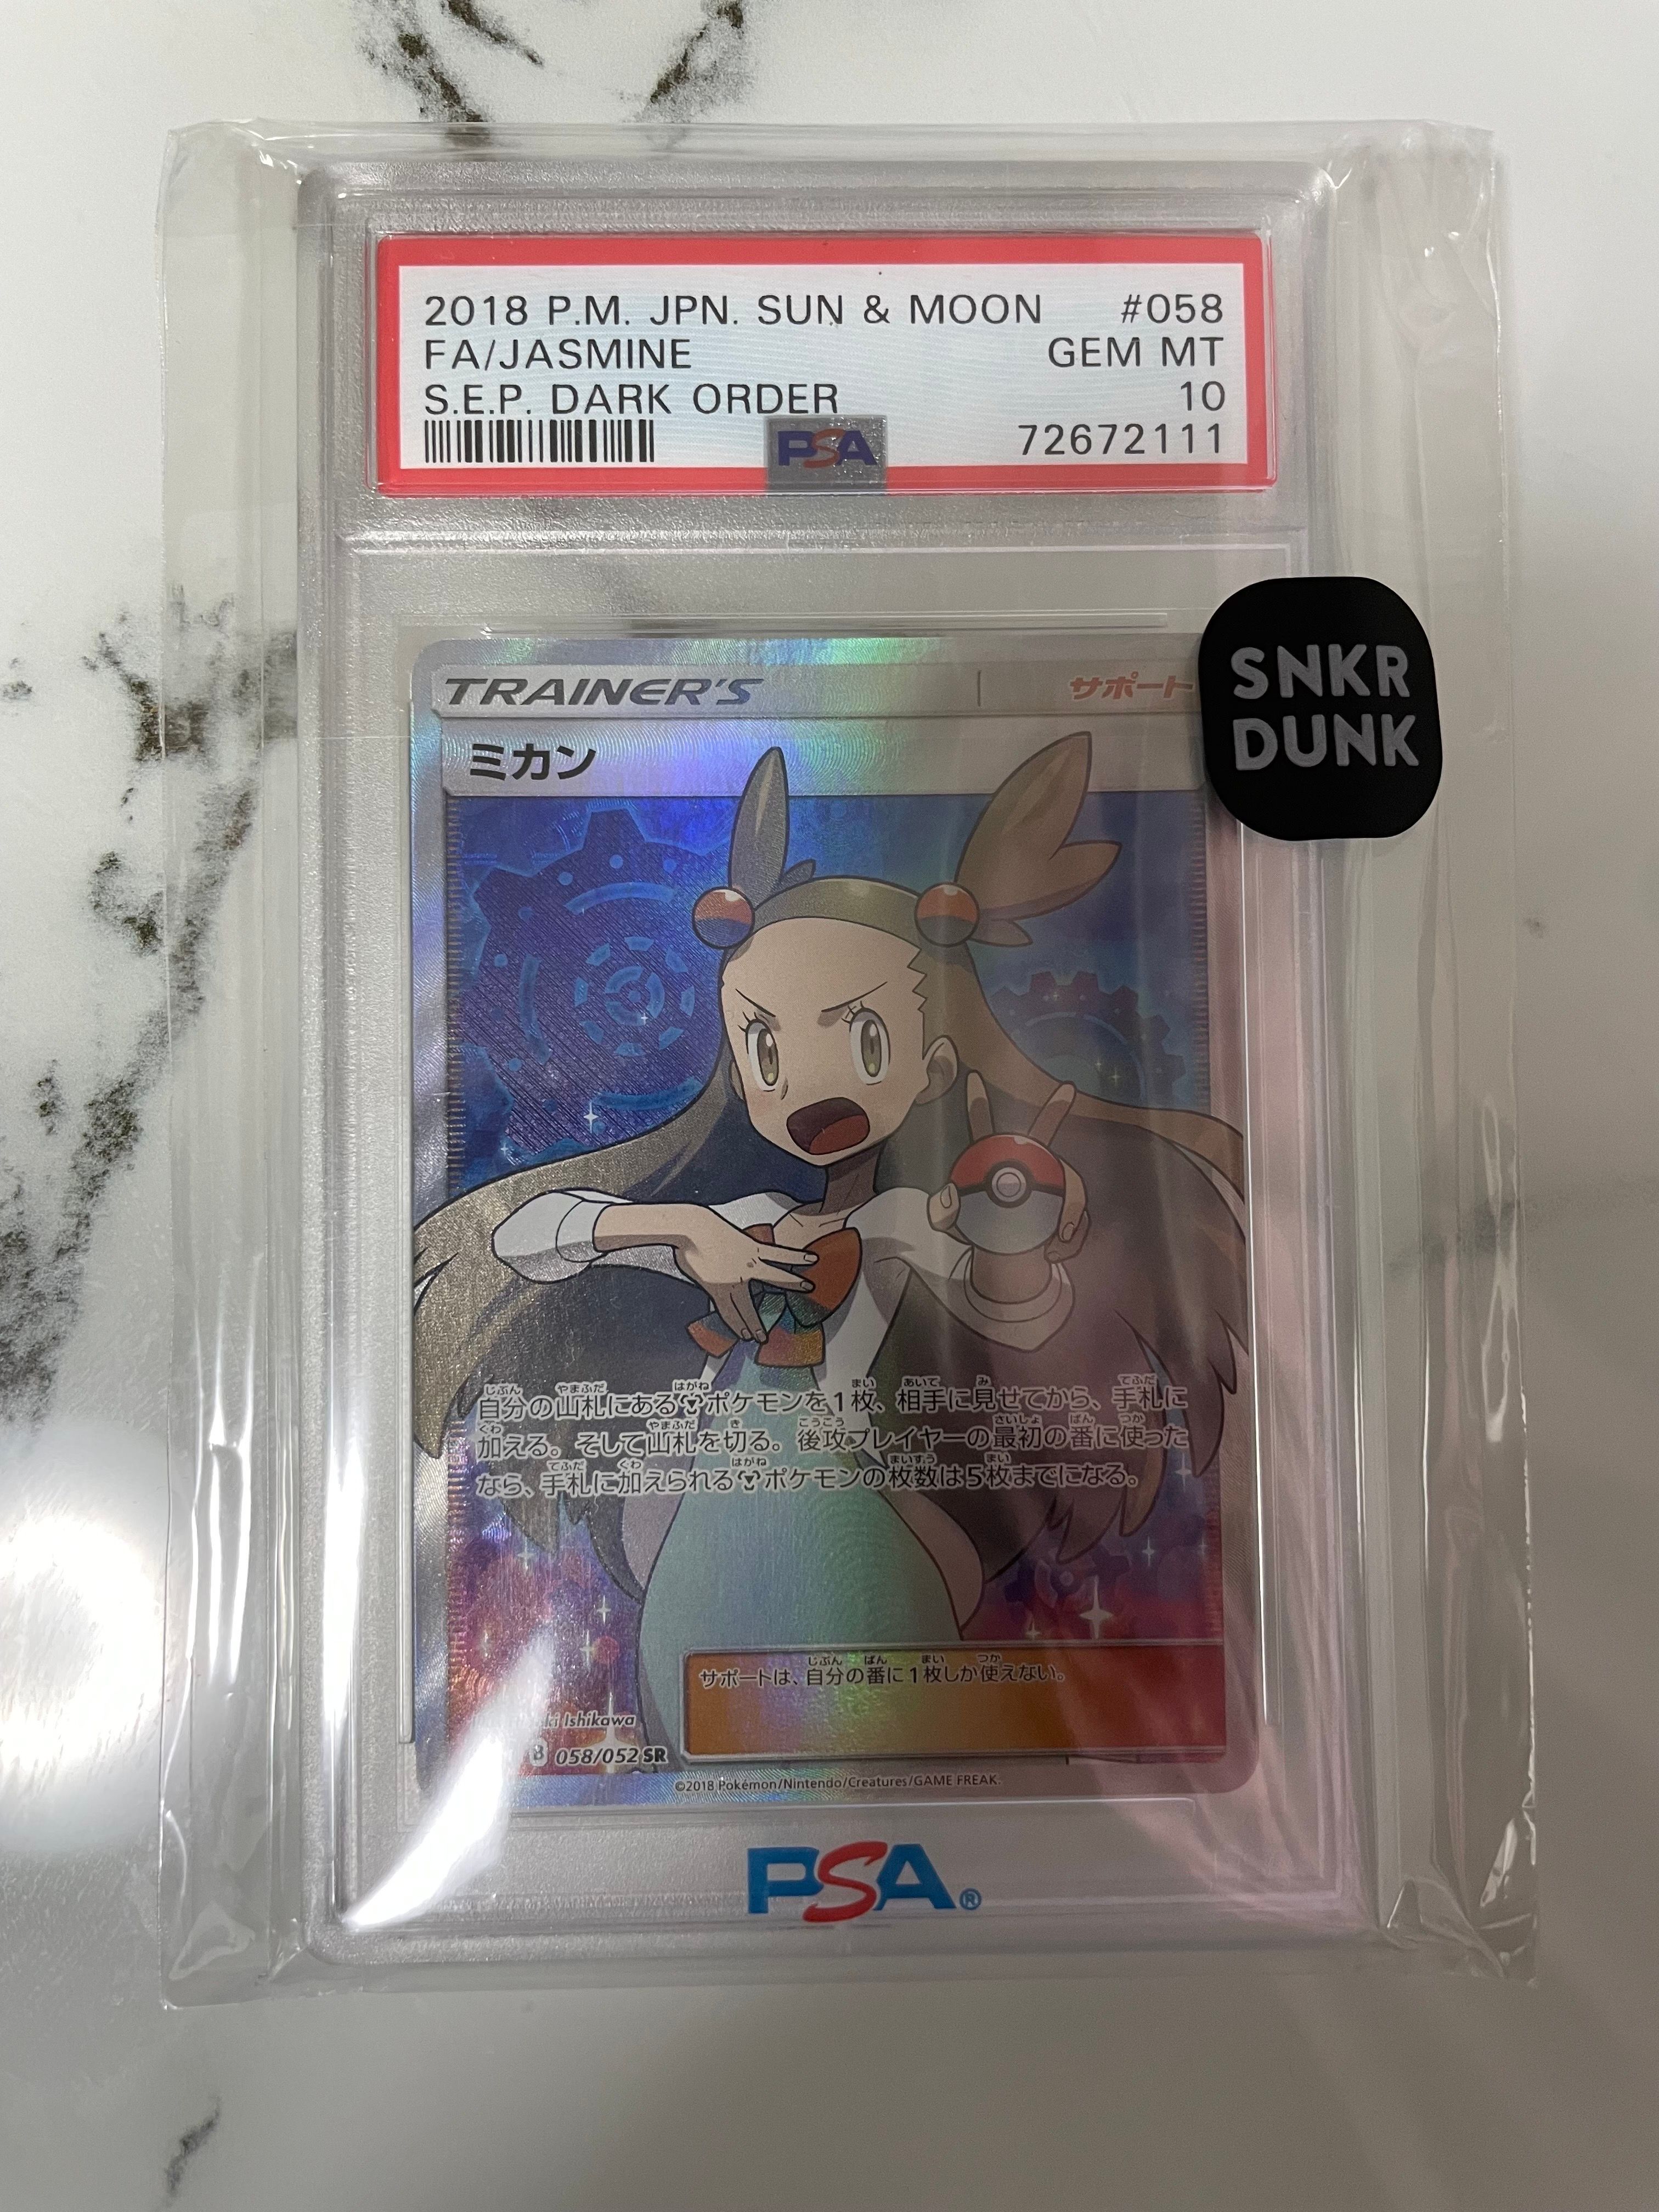 2018 P.M. JPN. SUN & MOON #058
FA/JASMINE GEM MT
S.E.P. DARK ORDER 10
PSA 72672111
SNKR
DUNK
TRAINER'S サポート
ミカン
自分の山札にあるポケモンを1枚、相手に見せてから、手札に
加える。そして山札を切る。後攻プレイヤーの最初の番に使った
なら、手札に加えられるポケモンの枚数は5枚までになる。
サポートは、自分の番に1枚しか使えない。
Ishikawa
058/052 SR
©2018 Pokémon/Nintendo/Creatures/GAME FREAK.
PSA®